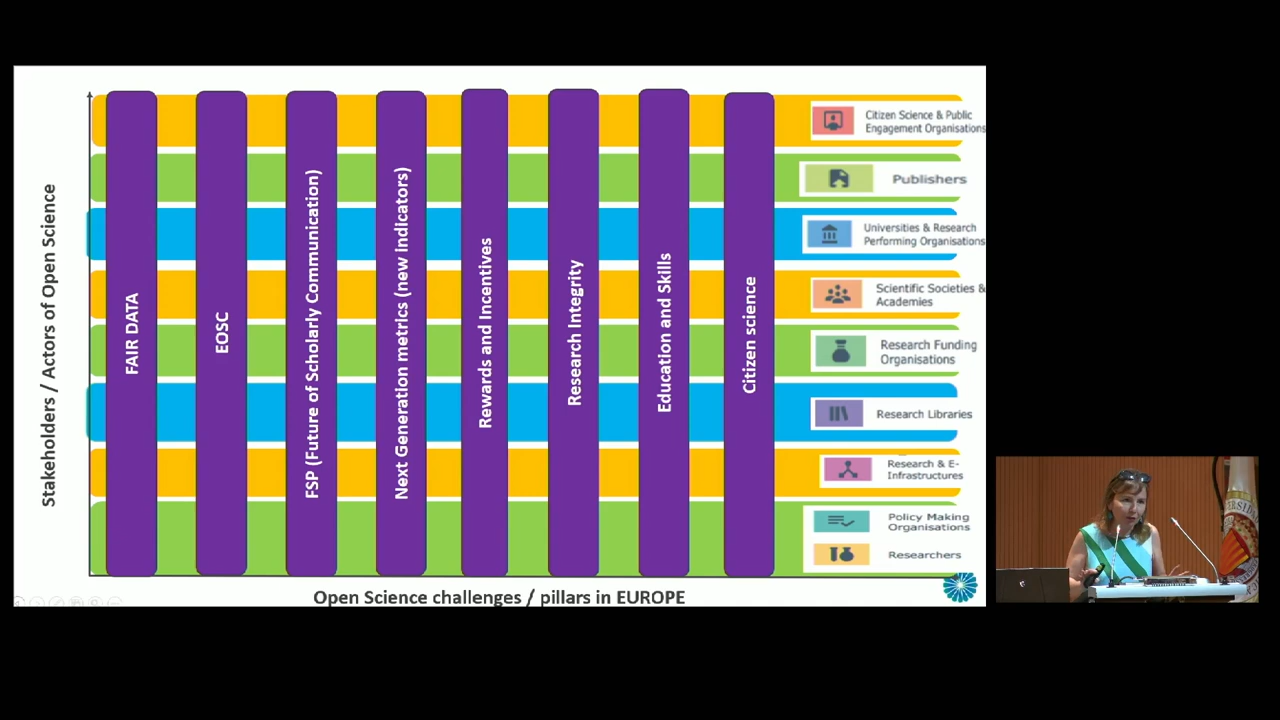 Stakeholders / Actors of Open Science
FAIR DATA
EOSC
FSP (Future of Scholarly Communication)
Next Generation metrics (new indicators)
Rewards and Incentives
Research Integrity
Education and Skills
Citizen science
Citizen Science & Public
Engagement Organisations
Publishers
Universities & Research
Performing Organisations
Scientific Societies &
Academies
Research Funding
Organisations
Research Libraries
Research & E-
Infrastructures
Policy Making
Organisations
Researchers
Open Science challenges / pillars in EUROPE